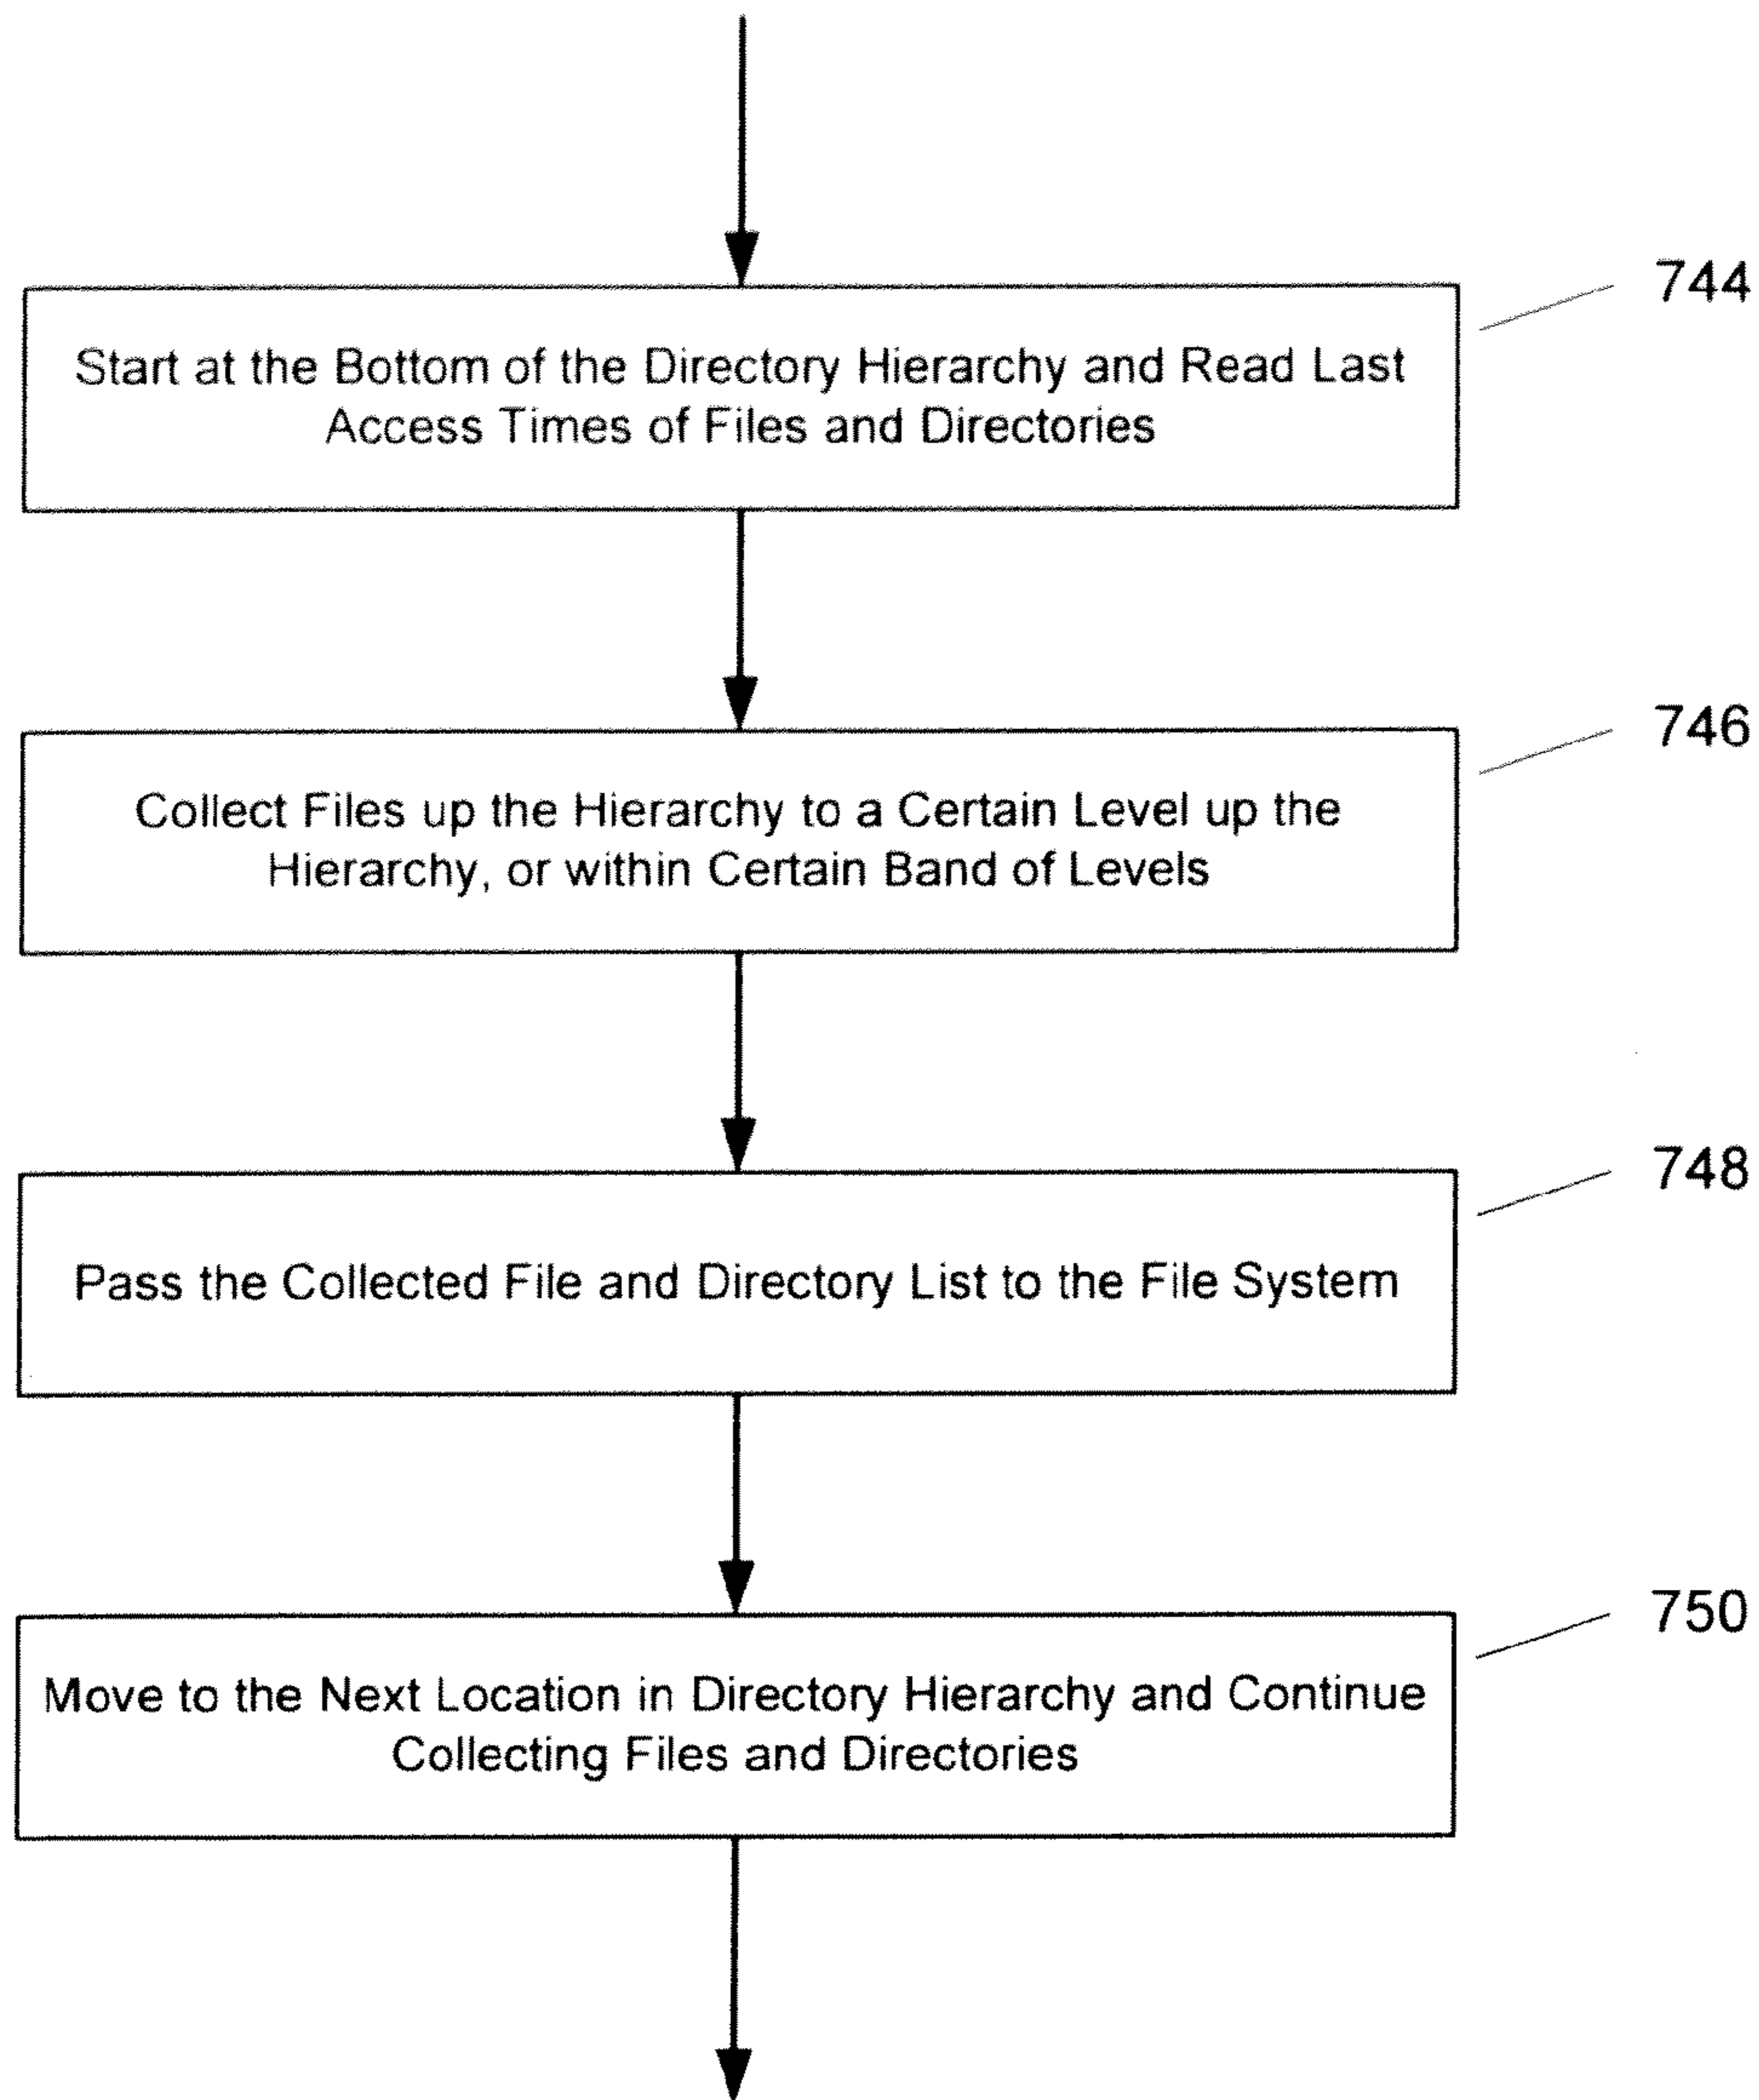 744
Start at the Bottom of the Directory Hierarchy and Read Last
Access Times of Files and Directories
746
Collect Files up the Hierarchy to a Certain Level up the
Hierarchy, or within Certain Band of Levels
748
Pass the Collected File and Directory List to the File System
750
Move to the Next Location in Directory Hierarchy and Continue
Collecting Files and Directories